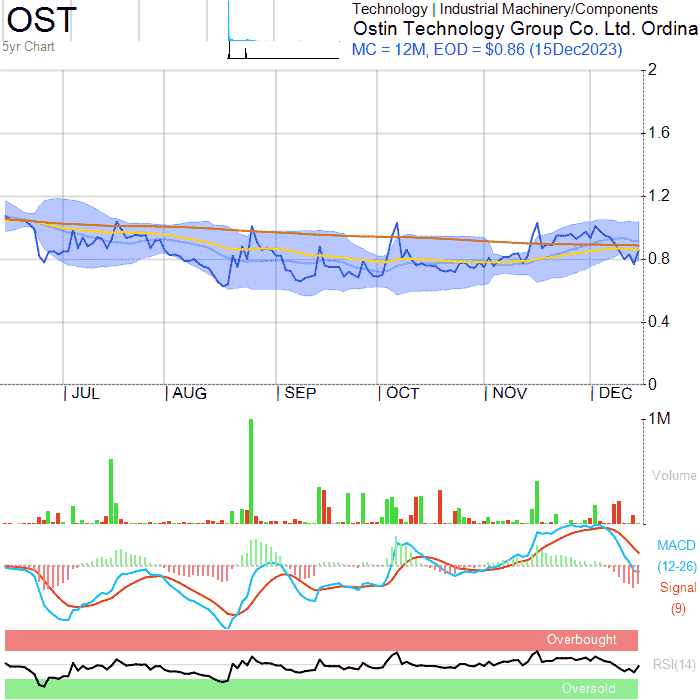 OST
5yr Chart
Technology | Industrial Machinery/Components
Ostin Technology Group Co. Ltd. Ordina
MC = 12M, EOD = $0.86 (15Dec2023)
2
1.6
1.2
0.8
0.4
0
JUL AUG SEP OCT NOV DEC
1M
Volume
MACD
(12-26)
Signal
(9)
Overbought
RSI(14)
Oversold